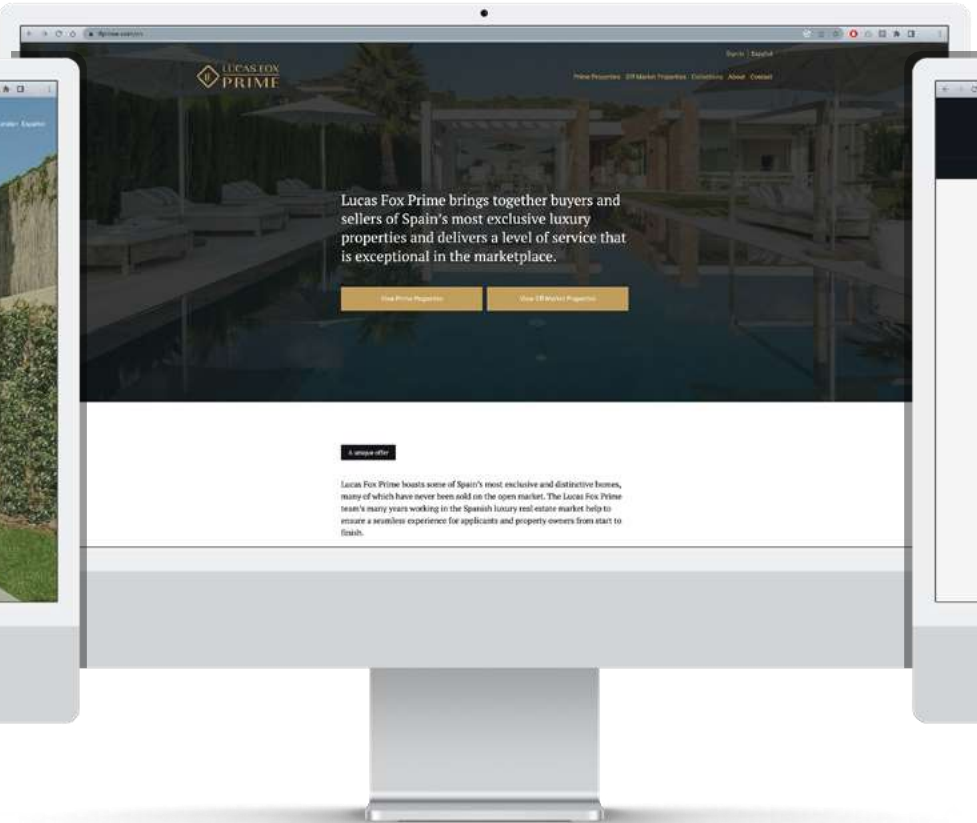 LUCAS FOX
PRIME
Sign In | Español
Prime Properties Off Market Properties Collections About Contact
Español
Lucas Fox Prime brings together buyers and
sellers of Spain's most exclusive luxury
properties and delivers a level of service that
is exceptional in the marketplace.
View Prime Properties
View Off Market Properties
A unique offer
Lucas Fox Prime boasts some of Spain's most exclusive and distinctive homes,
many of which have never been sold on the open market. The Lucas Fox Prime
team's many years working in the Spanish luxury real estate market help to
ensure a seamless experience for applicants and property owners from start to
finish.